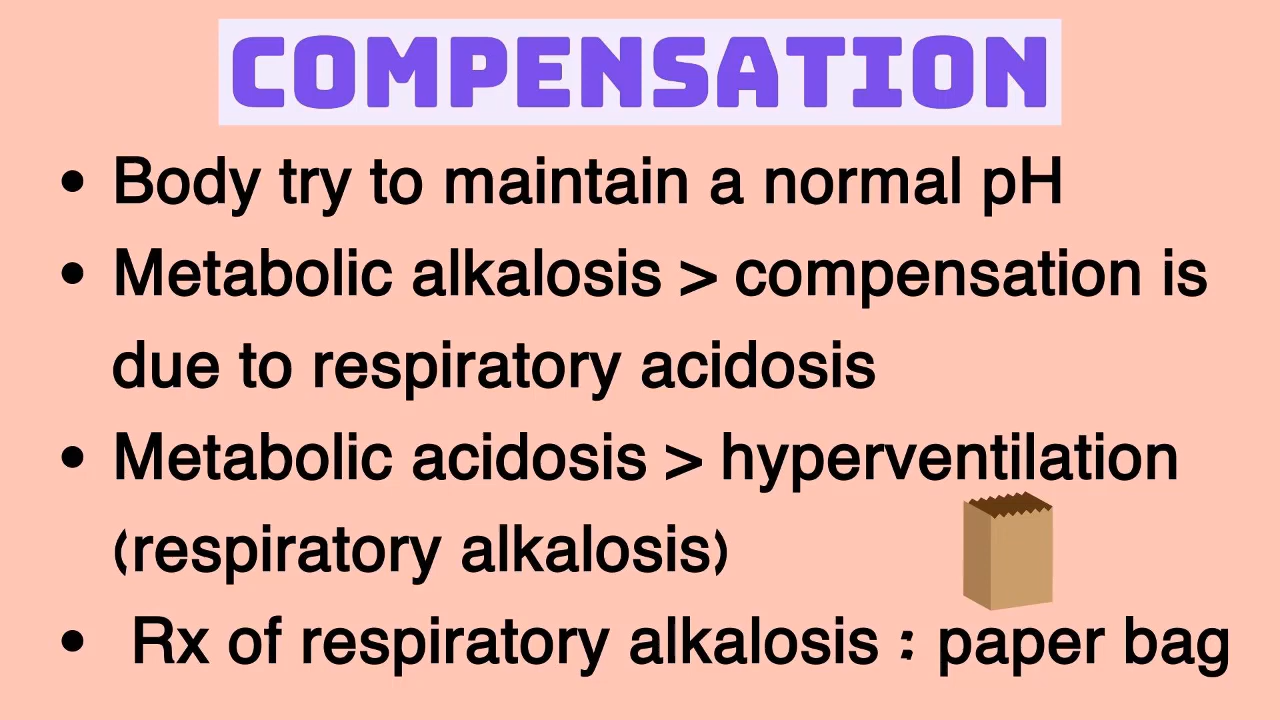 COMPENSATION
• Body try to maintain a normal pH
• Metabolic alkalosis > compensation is
due to respiratory acidosis
• Metabolic acidosis > hyperventilation
(respiratory alkalosis)
• Rx of respiratory alkalosis : paper bag